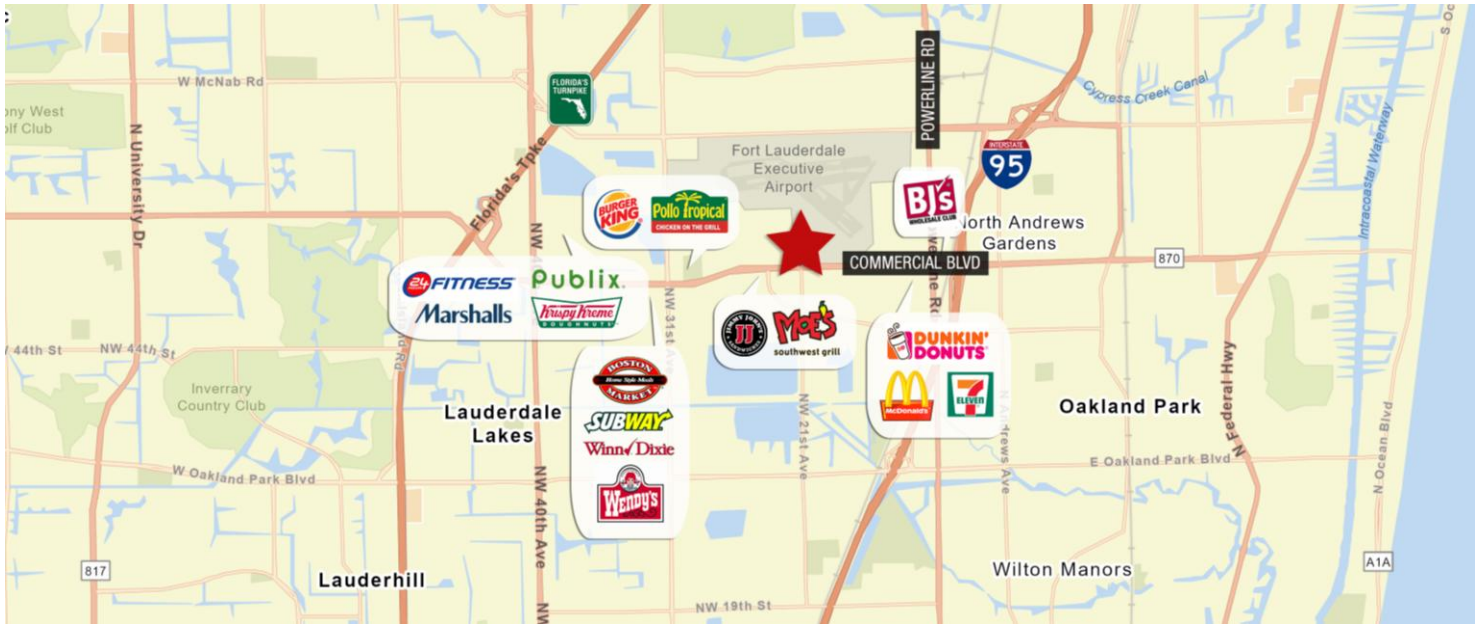 W McNab Rd
FLORIDA'S
TURNPIKE
POWERLINE RD
Cypress Creek Canal
N University Dr
Florida's Tpke
Fort Lauderdale
Executive
Airport
INTERSTATE
95
Intracoastal Waterway
BURGER
KING
Pollo Tropical
CHICKEN ON THE GRILL
BJ's
WHOLESALE CLUB
North Andrews
Gardens
COMMERCIAL BLVD
870
24 FITNESS
Publix.
Marshalls
Krispy Kreme
DOUGHNUTS
NW 31st Ave
JIMMY JOHN'S
JJ
MOE'S
southwest grill
DUNKIN'
DONUTS
McDonald's
7
ELEVEN
NW 44th St
44th St
Inverrary
Country Club
BOSTON
Home Style Meals
MARKET
SUBWAY
Winn Dixie
WENDY'S
Lauderdale
Lakes
Oakland Park
N Federal Hwy
N Ocean Blvd
W Oakland Park Blvd
E Oakland Park Blvd
NW 21st Ave
N Andrews Ave
NW 40th Ave
817
Lauderhill
Wilton Manors
A1A
NW 19th St
NW